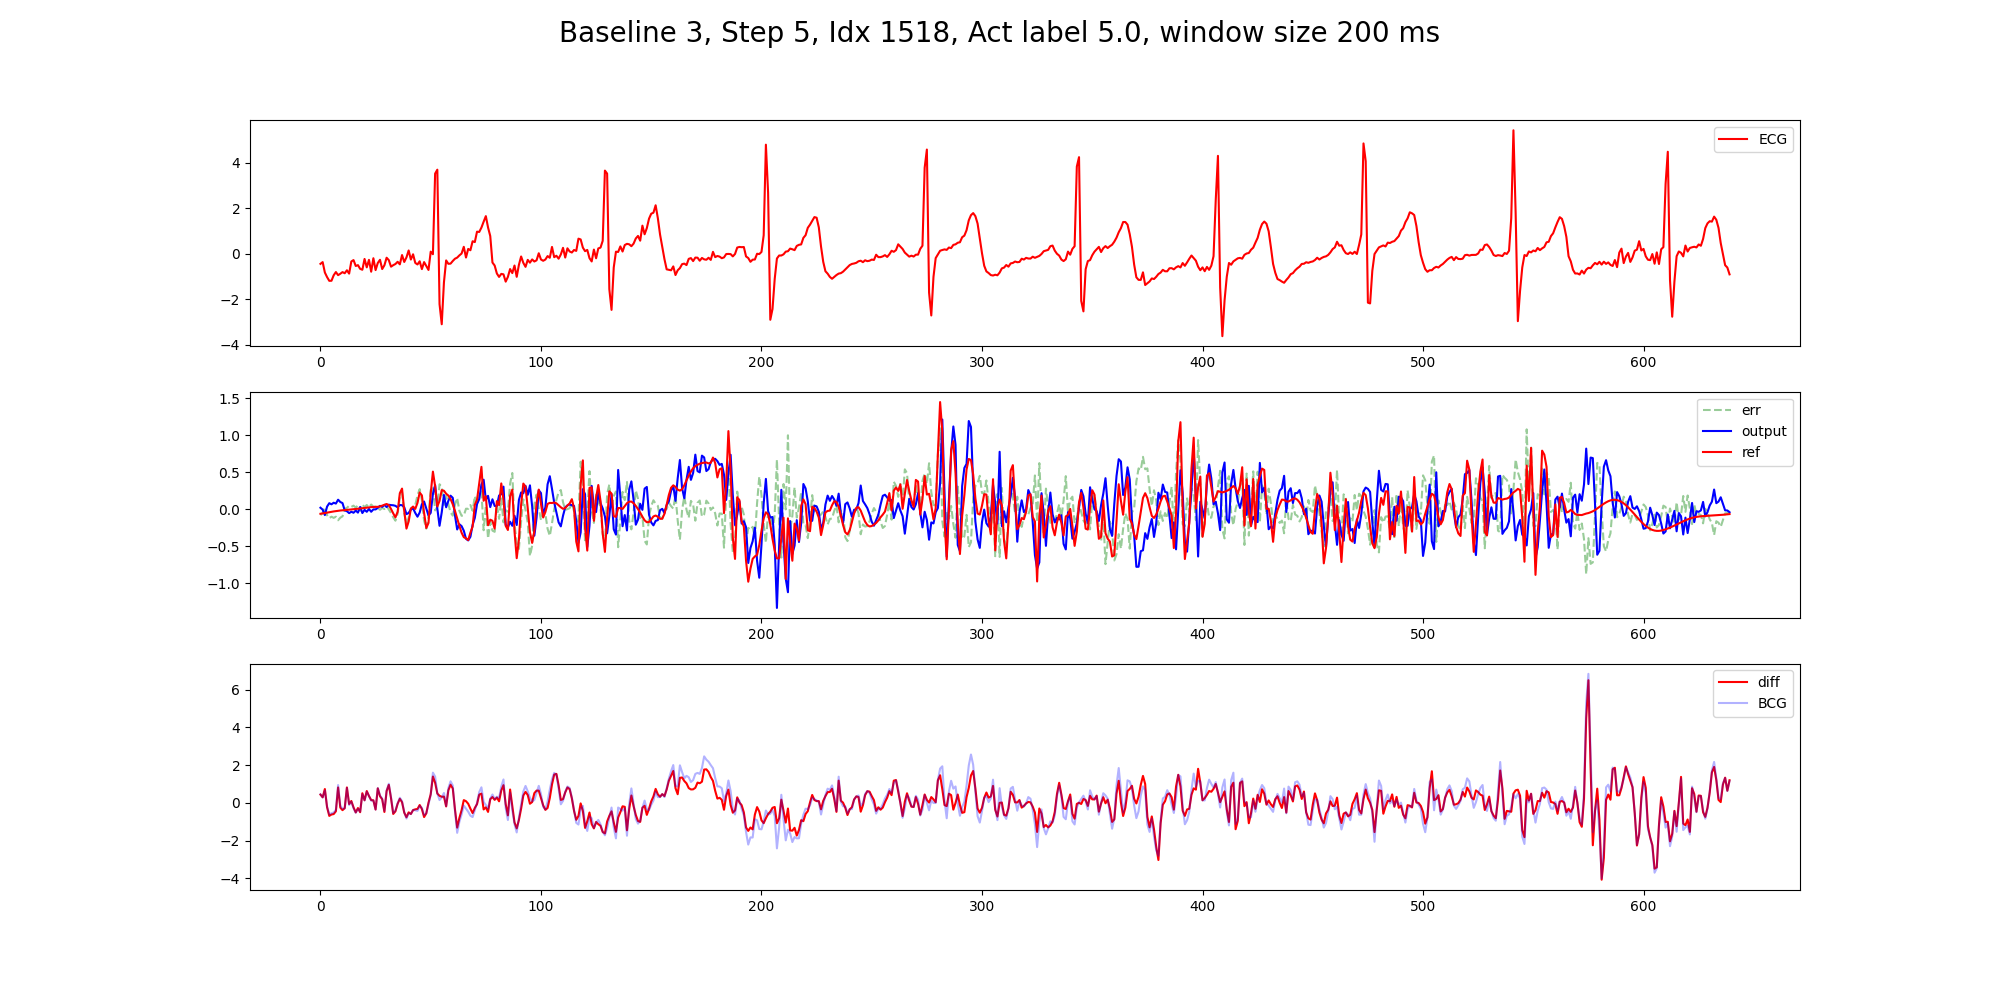 Baseline 3, Step 5, Idx 1518, Act label 5.0, window size 200 ms
ECG
4
2
0
−2
−4
0 100 200 300 400 500 600
err
output
ref
1.5
1.0
0.5
0.0
−0.5
−1.0
0 100 200 300 400 500 600
diff
BCG
6
4
2
0
−2
−4
0 100 200 300 400 500 600